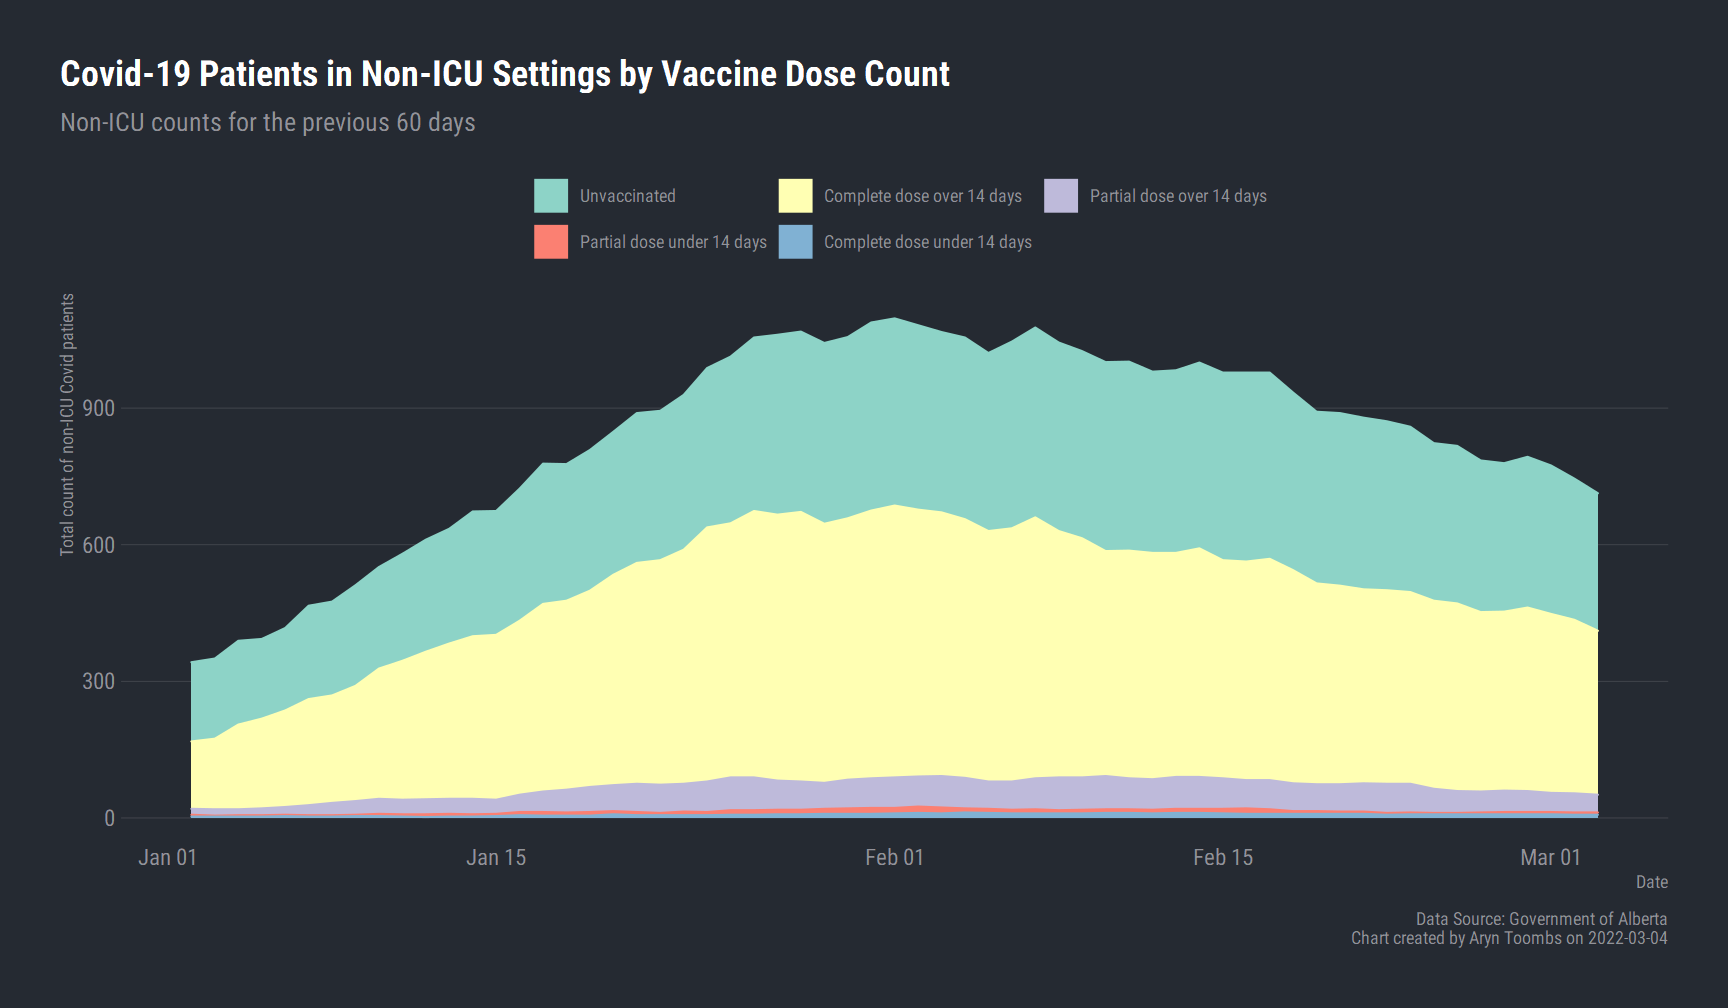 Covid-19 Patients in Non-ICU Settings by Vaccine Dose Count
Non-ICU counts for the previous 60 days
Unvaccinated
Complete dose over 14 days
Partial dose over 14 days
Partial dose under 14 days
Complete dose under 14 days
Total count of non-ICU Covid patients
900
600
300
0
Jan 01
Jan 15
Feb 01
Feb 15
Mar 01
Date
Data Source: Government of Alberta
Chart created by Aryn Toombs on 2022-03-04